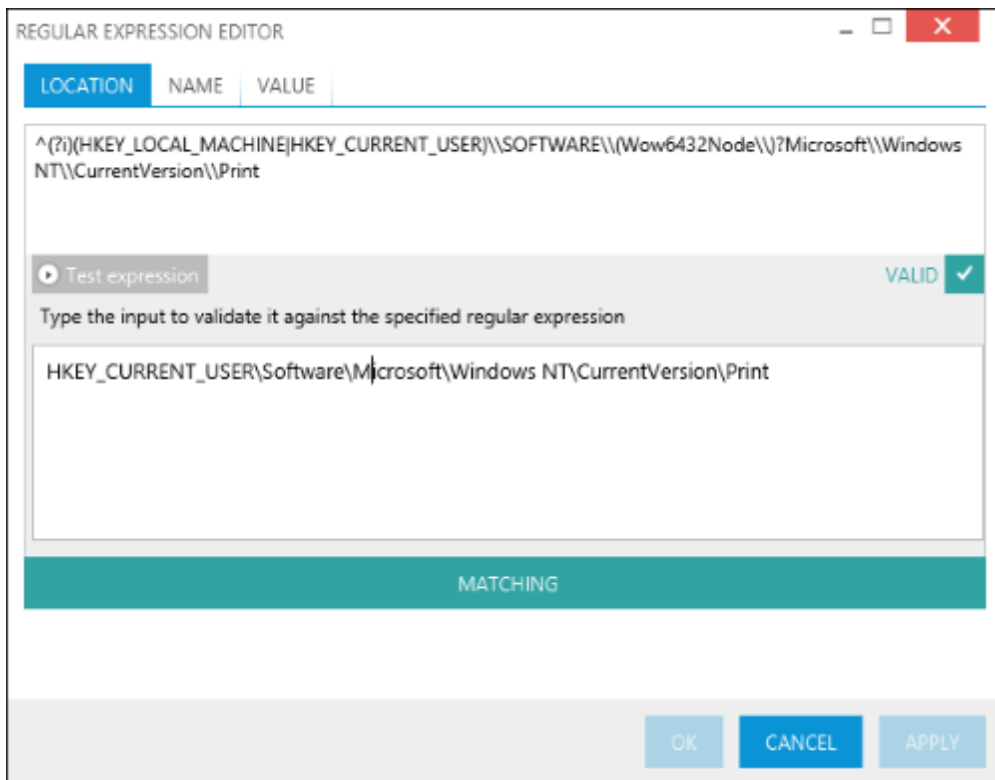 REGULAR EXPRESSION EDITOR
LOCATION NAME VALUE
^(?i)(HKEY_LOCAL_MACHINE|HKEY_CURRENT_USER)\\SOFTWARE\\(Wow6432Node\\)?Microsoft\\Windows
NT\\CurrentVersion\\Print
Test expression VALID
Type the input to validate it against the specified regular expression
HKEY_CURRENT_USER\Software\Microsoft\Windows NT\CurrentVersion\Print
MATCHING
OK CANCEL APPLY